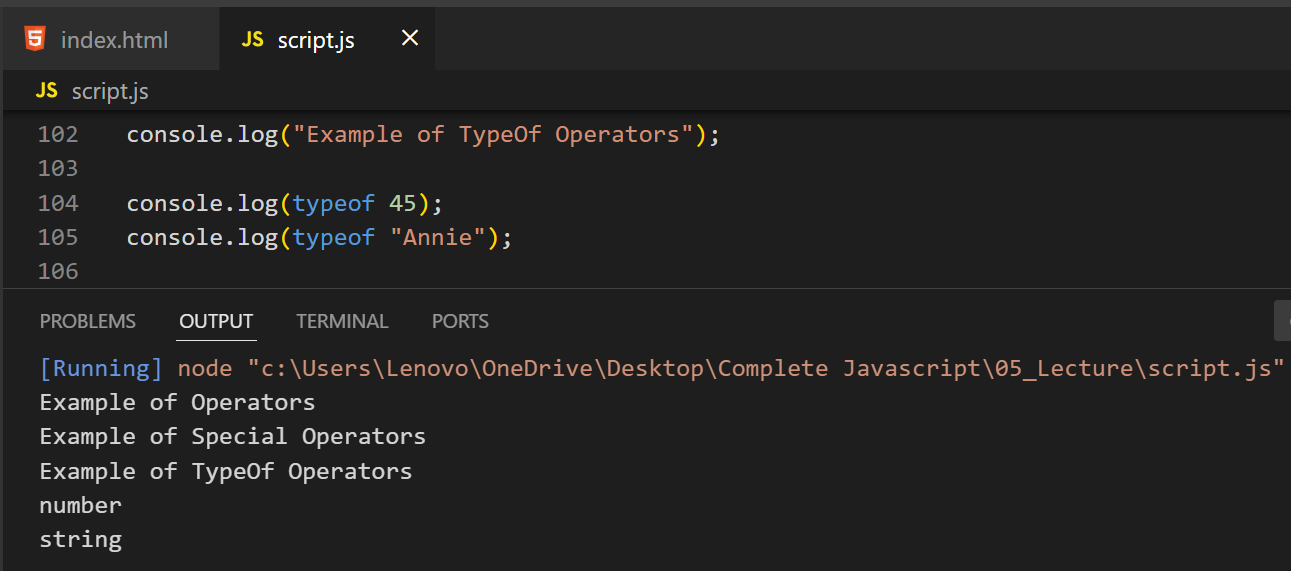 index.html JS script.js ×
JS script.js
102 console.log("Example of TypeOf Operators");
103
104 console.log(typeof 45);
105 console.log(typeof "Annie");
106
PROBLEMS OUTPUT TERMINAL PORTS
[Running] node "c:\Users\Lenovo\OneDrive\Desktop\Complete Javascript\05_Lecture\script.js"
Example of Operators
Example of Special Operators
Example of TypeOf Operators
number
string